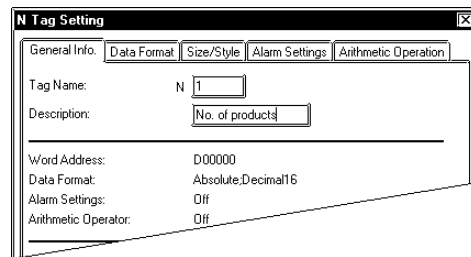 N Tag Setting
General Info. Data Format Size/Style Alarm Settings Arithmetic Operation
Tag Name: N 1
Description: No. of products
Word Address: D00000
Data Format: Absolute;Decimal16
Alarm Settings: Off
Arithmetic Operator: Off